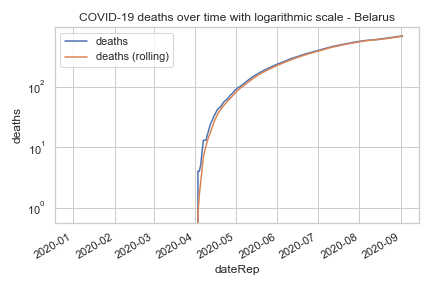 COVID-19 deaths over time with logarithmic scale - Belarus
deaths
deaths (rolling)
10²
10¹
10⁰
deaths
2020-01
2020-02
2020-03
2020-04
2020-05
2020-06
2020-07
2020-08
2020-09
dateRep